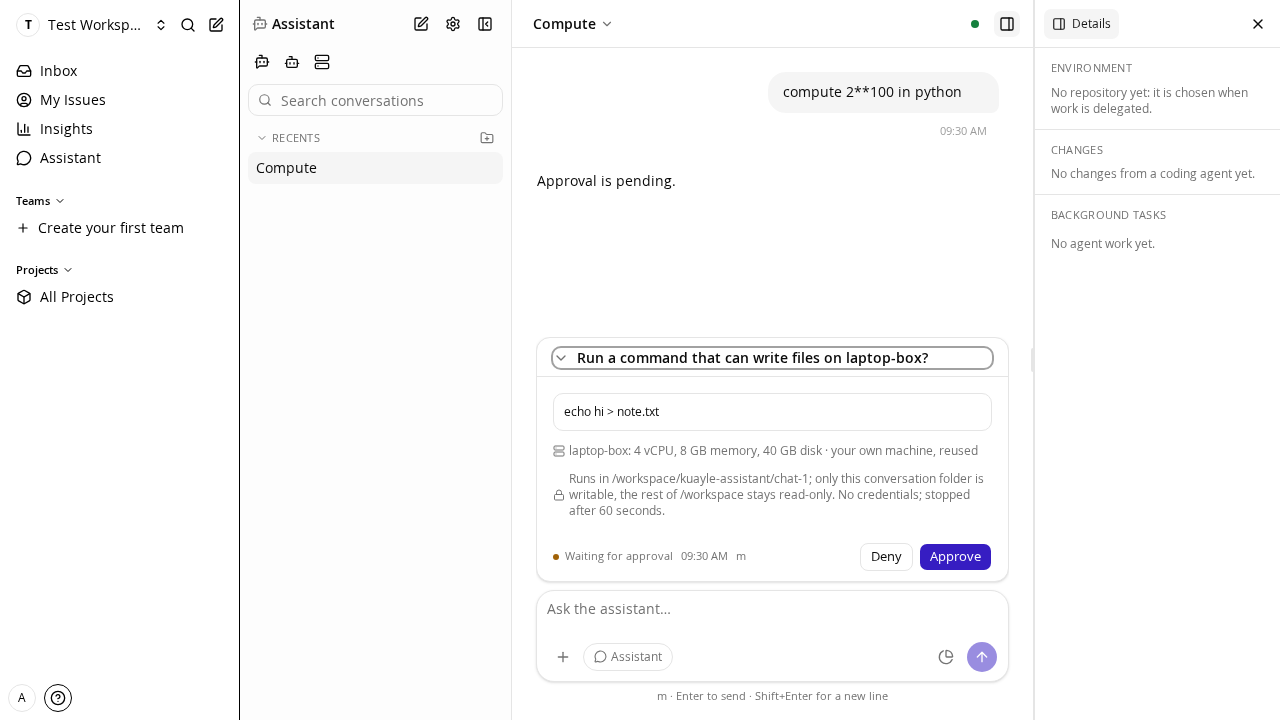 T
Test Worksp…
Inbox
My Issues
Insights
Assistant
Teams
Create your first team
Projects
All Projects
A
Assistant
Search conversations
RECENTS
Compute
Compute
compute 2**100 in python
09:30 AM
Approval is pending.
Run a command that can write files on laptop-box?
echo hi > note.txt
laptop-box: 4 vCPU, 8 GB memory, 40 GB disk · your own machine, reused
Runs in /workspace/kuayle-assistant/chat-1; only this conversation folder is
writable, the rest of /workspace stays read-only. No credentials; stopped
after 60 seconds.
Waiting for approval 09:30 AM m
Deny
Approve
Ask the assistant…
Assistant
m · Enter to send · Shift+Enter for a new line
Details
ENVIRONMENT
No repository yet: it is chosen when
work is delegated.
CHANGES
No changes from a coding agent yet.
BACKGROUND TASKS
No agent work yet.